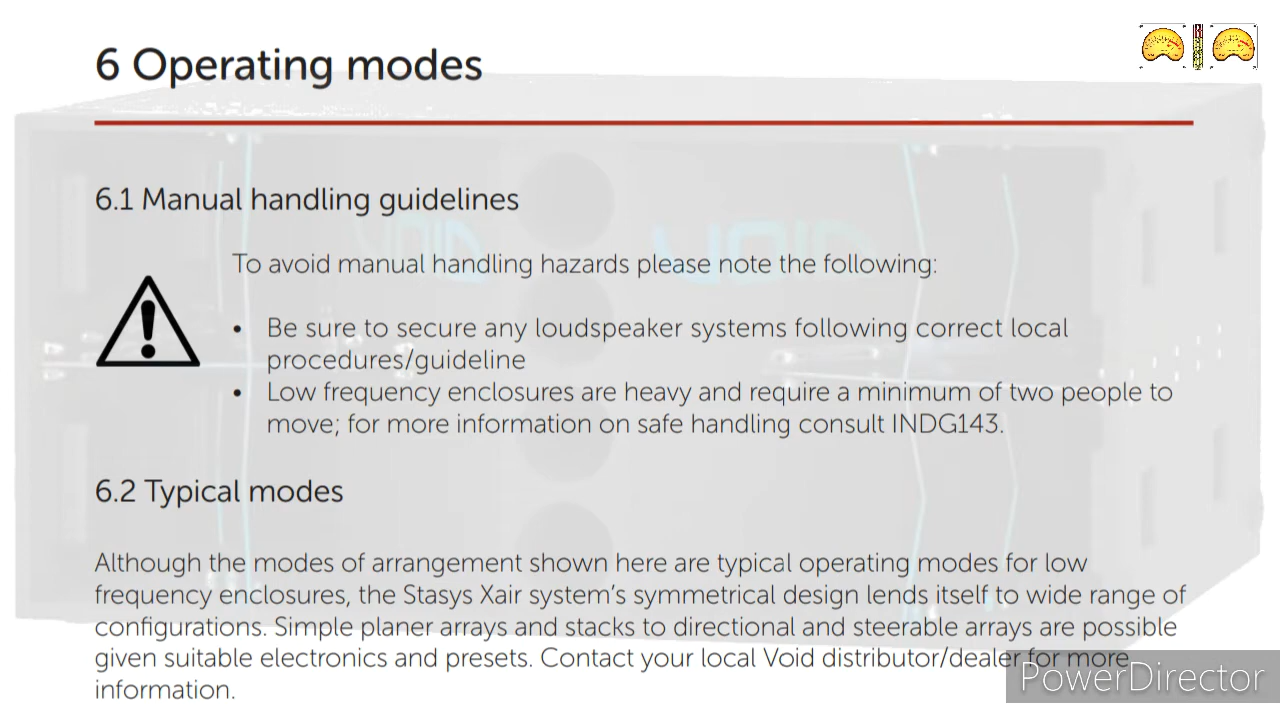 6 Operating modes
6.1 Manual handling guidelines
To avoid manual handling hazards please note the following:
• Be sure to secure any loudspeaker systems following correct local
procedures/guideline
• Low frequency enclosures are heavy and require a minimum of two people to
move; for more information on safe handling consult INDG143.
6.2 Typical modes
Although the modes of arrangement shown here are typical operating modes for low
frequency enclosures, the Stasys Xair system's symmetrical design lends itself to wide range of
configurations. Simple planer arrays and stacks to directional and steerable arrays are possible
given suitable electronics and presets. Contact your local Void distributor/dealer for more
information.
VOID
VOID
PowerDirector